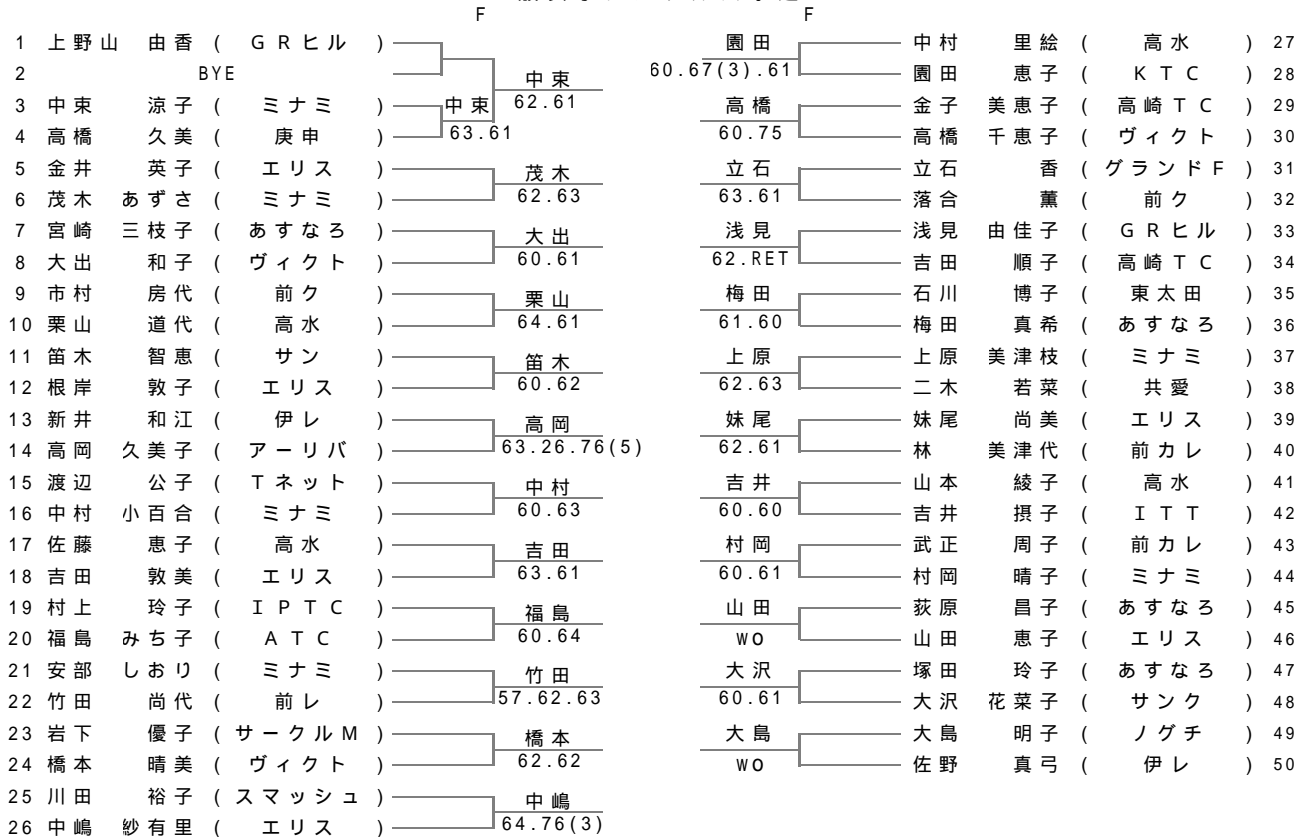 F F
1 上野山 由香 ( GRヒル )
2 BYE
中東
62.61
3 中東 涼子 ( ミナミ )
中東
63.61
4 高橋 久美 ( 庚申 )
5 金井 英子 ( エリス )
茂木
62.63
6 茂木 あずさ ( ミナミ )
7 宮崎 三枝子 ( あすなろ )
大出
60.61
8 大出 和子 ( ヴィクト )
9 市村 房代 ( 前ク )
栗山
64.61
10 栗山 道代 ( 高水 )
11 笛木 智恵 ( サン )
笛木
60.62
12 根岸 敦子 ( エリス )
13 新井 和江 ( 伊レ )
高岡
63.26.76(5)
14 高岡 久美子 ( アーリバ )
15 渡辺 公子 ( Tネット )
中村
60.63
16 中村 小百合 ( ミナミ )
17 佐藤 恵子 ( 高水 )
吉田
63.61
18 吉田 敦美 ( エリス )
19 村上 玲子 ( IPTC )
福島
60.64
20 福島 みち子 ( ATC )
21 安部 しおり ( ミナミ )
竹田
57.62.63
22 竹田 尚代 ( 前レ )
23 岩下 優子 ( サークルM )
橋本
62.62
24 橋本 晴美 ( ヴィクト )
25 川田 裕子 ( スマッシュ )
中嶋
64.76(3)
26 中嶋 紗有里 ( エリス )
園田
60.67(3).61
中村 里絵 ( 高水 ) 27
園田 恵子 ( KTC ) 28
高橋
60.75
金子 美恵子 ( 高崎TC ) 29
高橋 千恵子 ( ヴィクト ) 30
立石
63.61
立石 香 ( グランドF ) 31
落合 薫 ( 前ク ) 32
浅見
62.RET
浅見 由佳子 ( GRヒル ) 33
吉田 順子 ( 高崎TC ) 34
梅田
61.60
石川 博子 ( 東太田 ) 35
梅田 真希 ( あすなろ ) 36
上原
62.63
上原 美津枝 ( ミナミ ) 37
二木 若菜 ( 共愛 ) 38
妹尾
62.61
妹尾 尚美 ( エリス ) 39
林 美津代 ( 前カレ ) 40
吉井
60.60
山本 綾子 ( 高水 ) 41
吉井 摂子 ( ITT ) 42
村岡
60.61
武正 周子 ( 前カレ ) 43
村岡 晴子 ( ミナミ ) 44
山田
WO
荻原 昌子 ( あすなろ ) 45
山田 恵子 ( エリス ) 46
大沢
60.61
塚田 玲子 ( あすなろ ) 47
大沢 花菜子 ( サンク ) 48
大島
WO
大島 明子 ( ノグチ ) 49
佐野 真弓 ( 伊レ ) 50